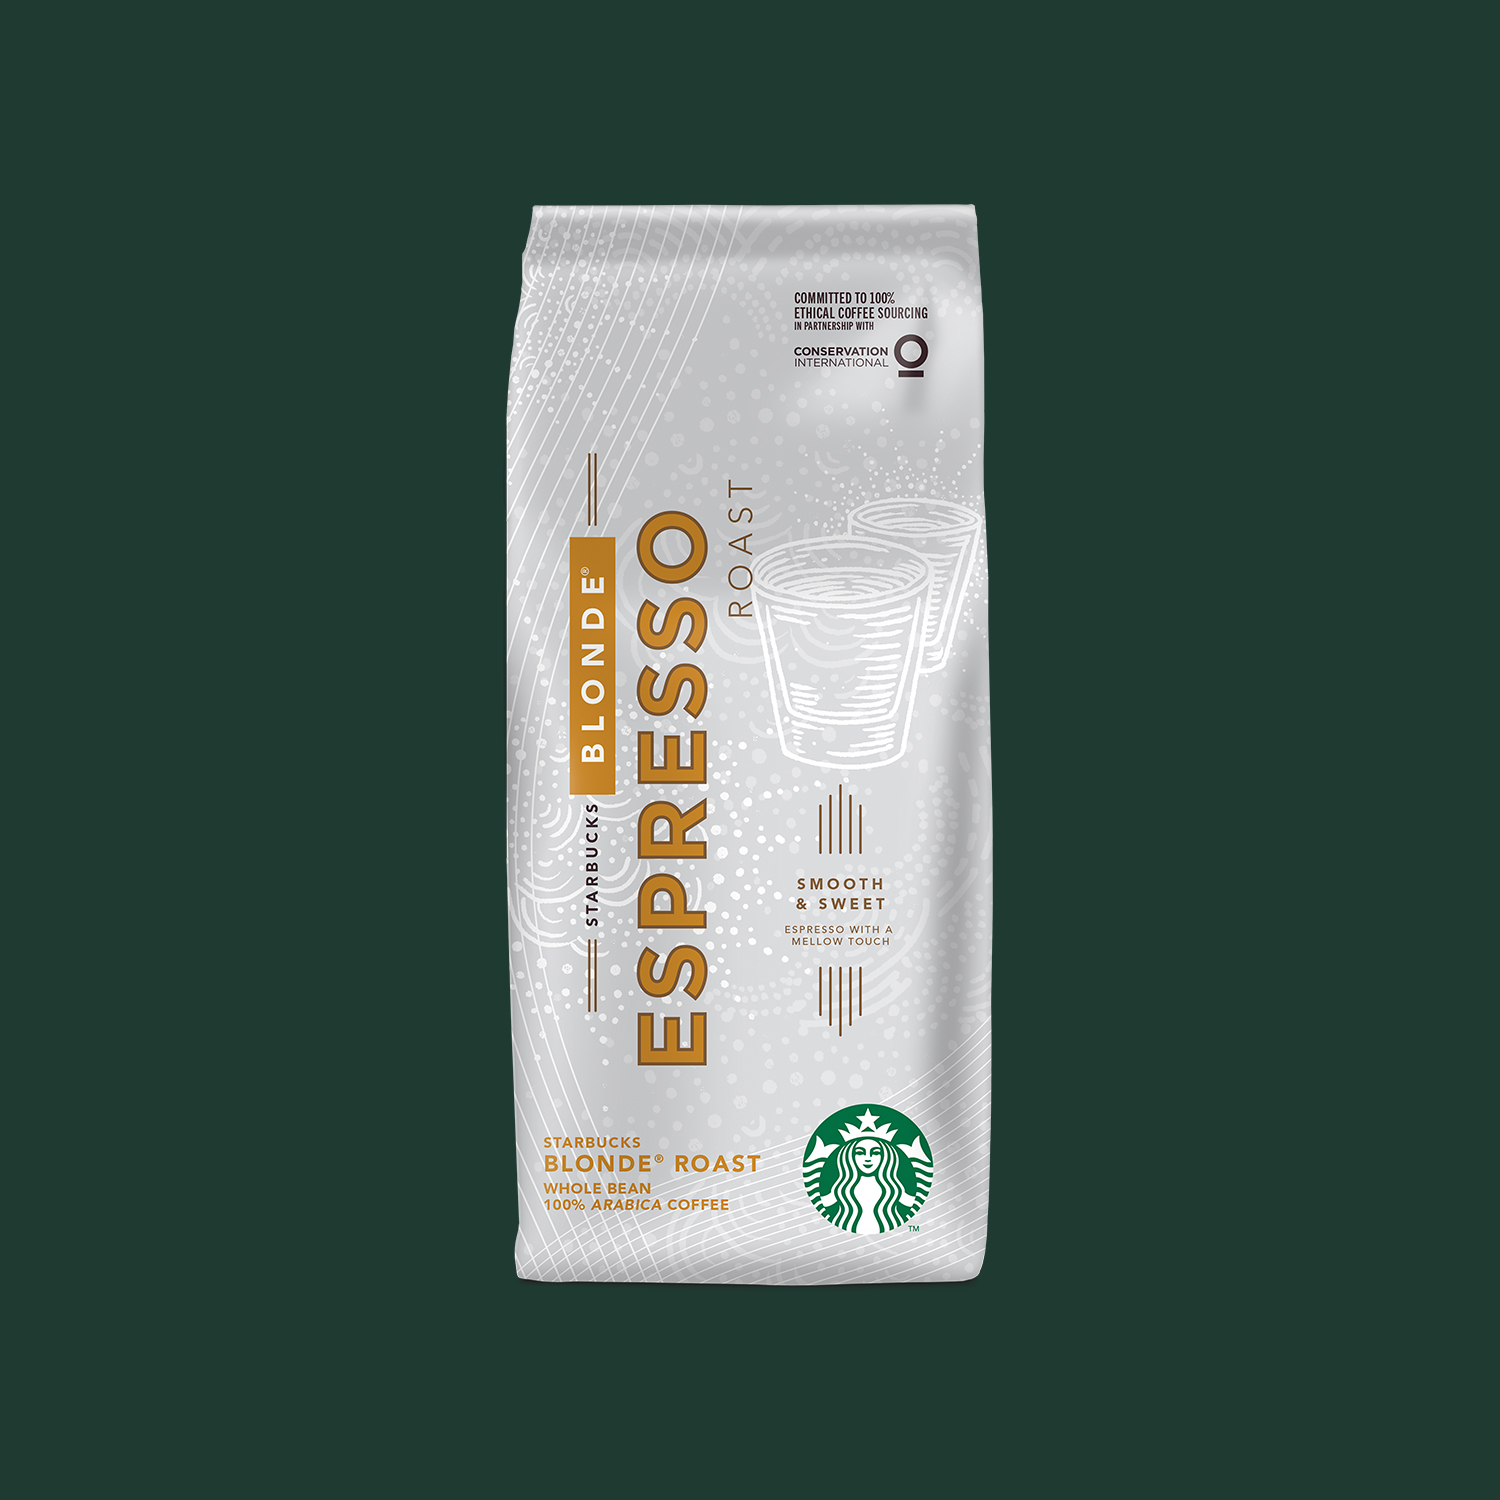 COMMITTED TO 100%
ETHICAL COFFEE SOURCING
IN PARTNERSHIP WITH
CONSERVATION
INTERNATIONAL
STARBUCKS BLONDE®
ESPRESSO
ROAST
SMOOTH
& SWEET
ESPRESSO WITH A
MELLOW TOUCH
STARBUCKS
BLONDE® ROAST
WHOLE BEAN
100% ARABICA COFFEE
TM